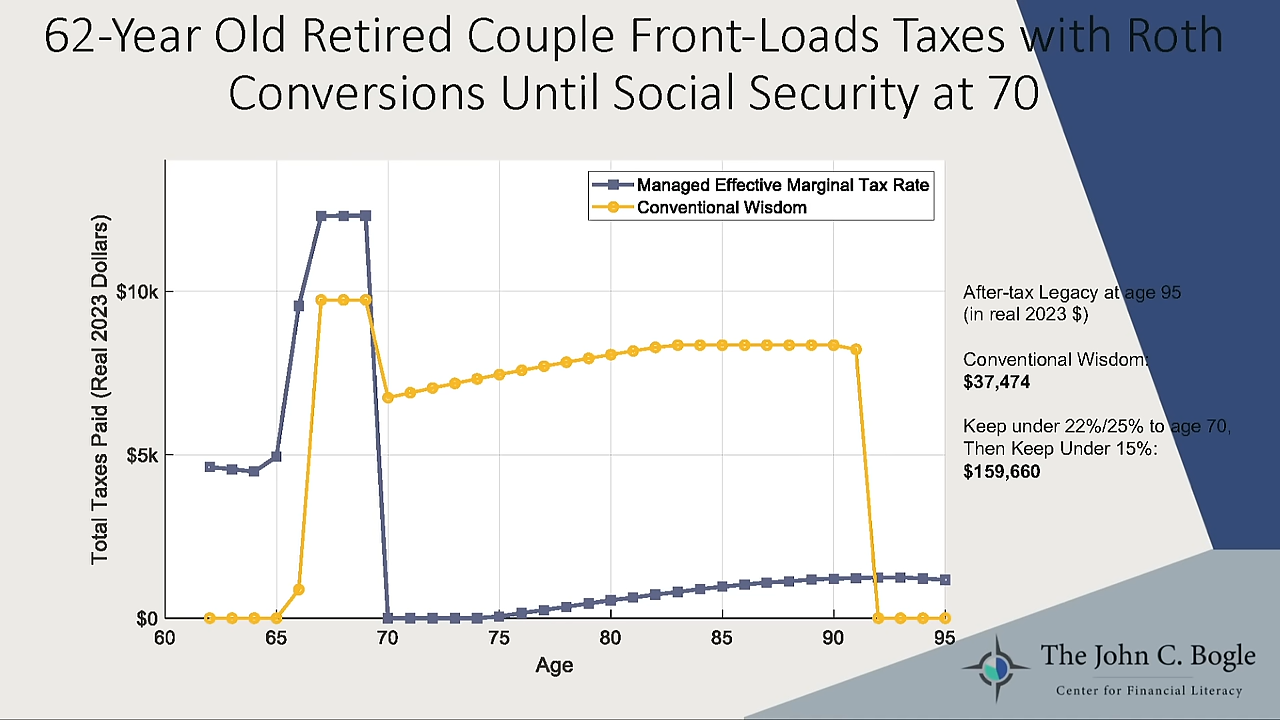 62-Year Old Retired Couple Front-Loads Taxes with Roth
Conversions Until Social Security at 70
Managed Effective Marginal Tax Rate
Conventional Wisdom
Total Taxes Paid (Real 2023 Dollars)
$10k
$5k
$0
60 65 70 75 80 85 90 95
Age
After-tax Legacy at age 95
(in real 2023 $)
Conventional Wisdom:
$37,474
Keep under 22%/25% to age 70,
Then Keep Under 15%:
$159,660
The John C. Bogle
Center for Financial Literacy